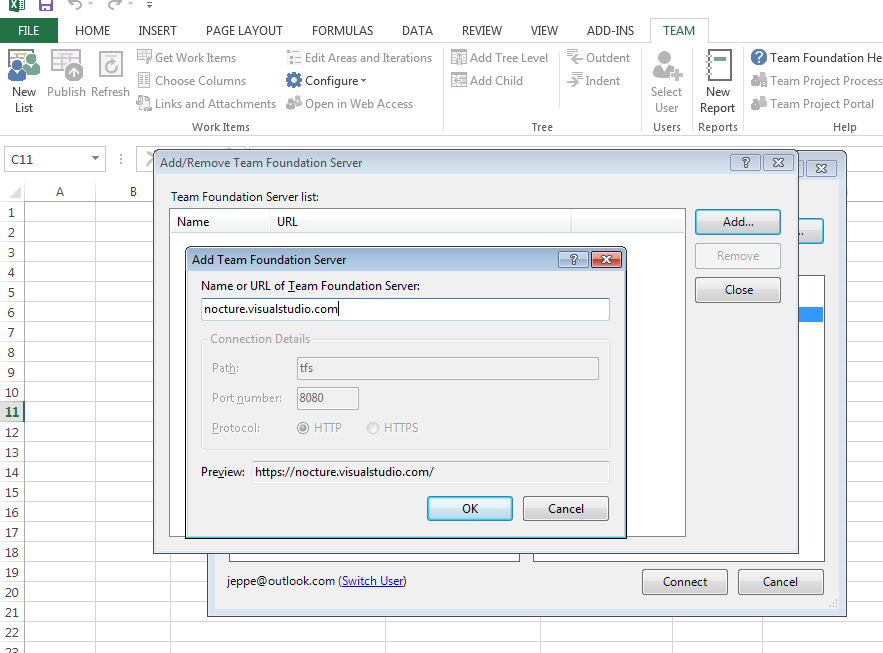 FILE HOME INSERT PAGE LAYOUT FORMULAS DATA REVIEW VIEW ADD-INS TEAM
New List
Publish
Refresh
Get Work Items
Choose Columns
Links and Attachments
Edit Areas and Iterations
Configure
Open in Web Access
Work Items
Add Tree Level
Add Child
Outdent
Indent
Tree
Select User
Users
New Report
Reports
Team Foundation He
Team Project Process
Team Project Portal
Help
C11
A B
1
2
3
4
5
6
7
8
9
10
11
12
13
14
15
16
17
18
19
20
21
22
23
Add/Remove Team Foundation Server
Team Foundation Server list:
Name URL
Add...
Remove
Close
Add Team Foundation Server
Name or URL of Team Foundation Server:
nocture.visualstudio.com
Connection Details
Path: tfs
Port number: 8080
Protocol: HTTP HTTPS
Preview: https://nocture.visualstudio.com/
OK Cancel
jeppe@outlook.com (Switch User)
Connect Cancel